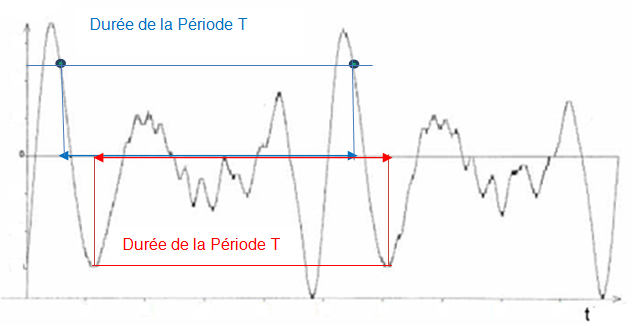 Durée de la Période T
0
Durée de la Période T
t